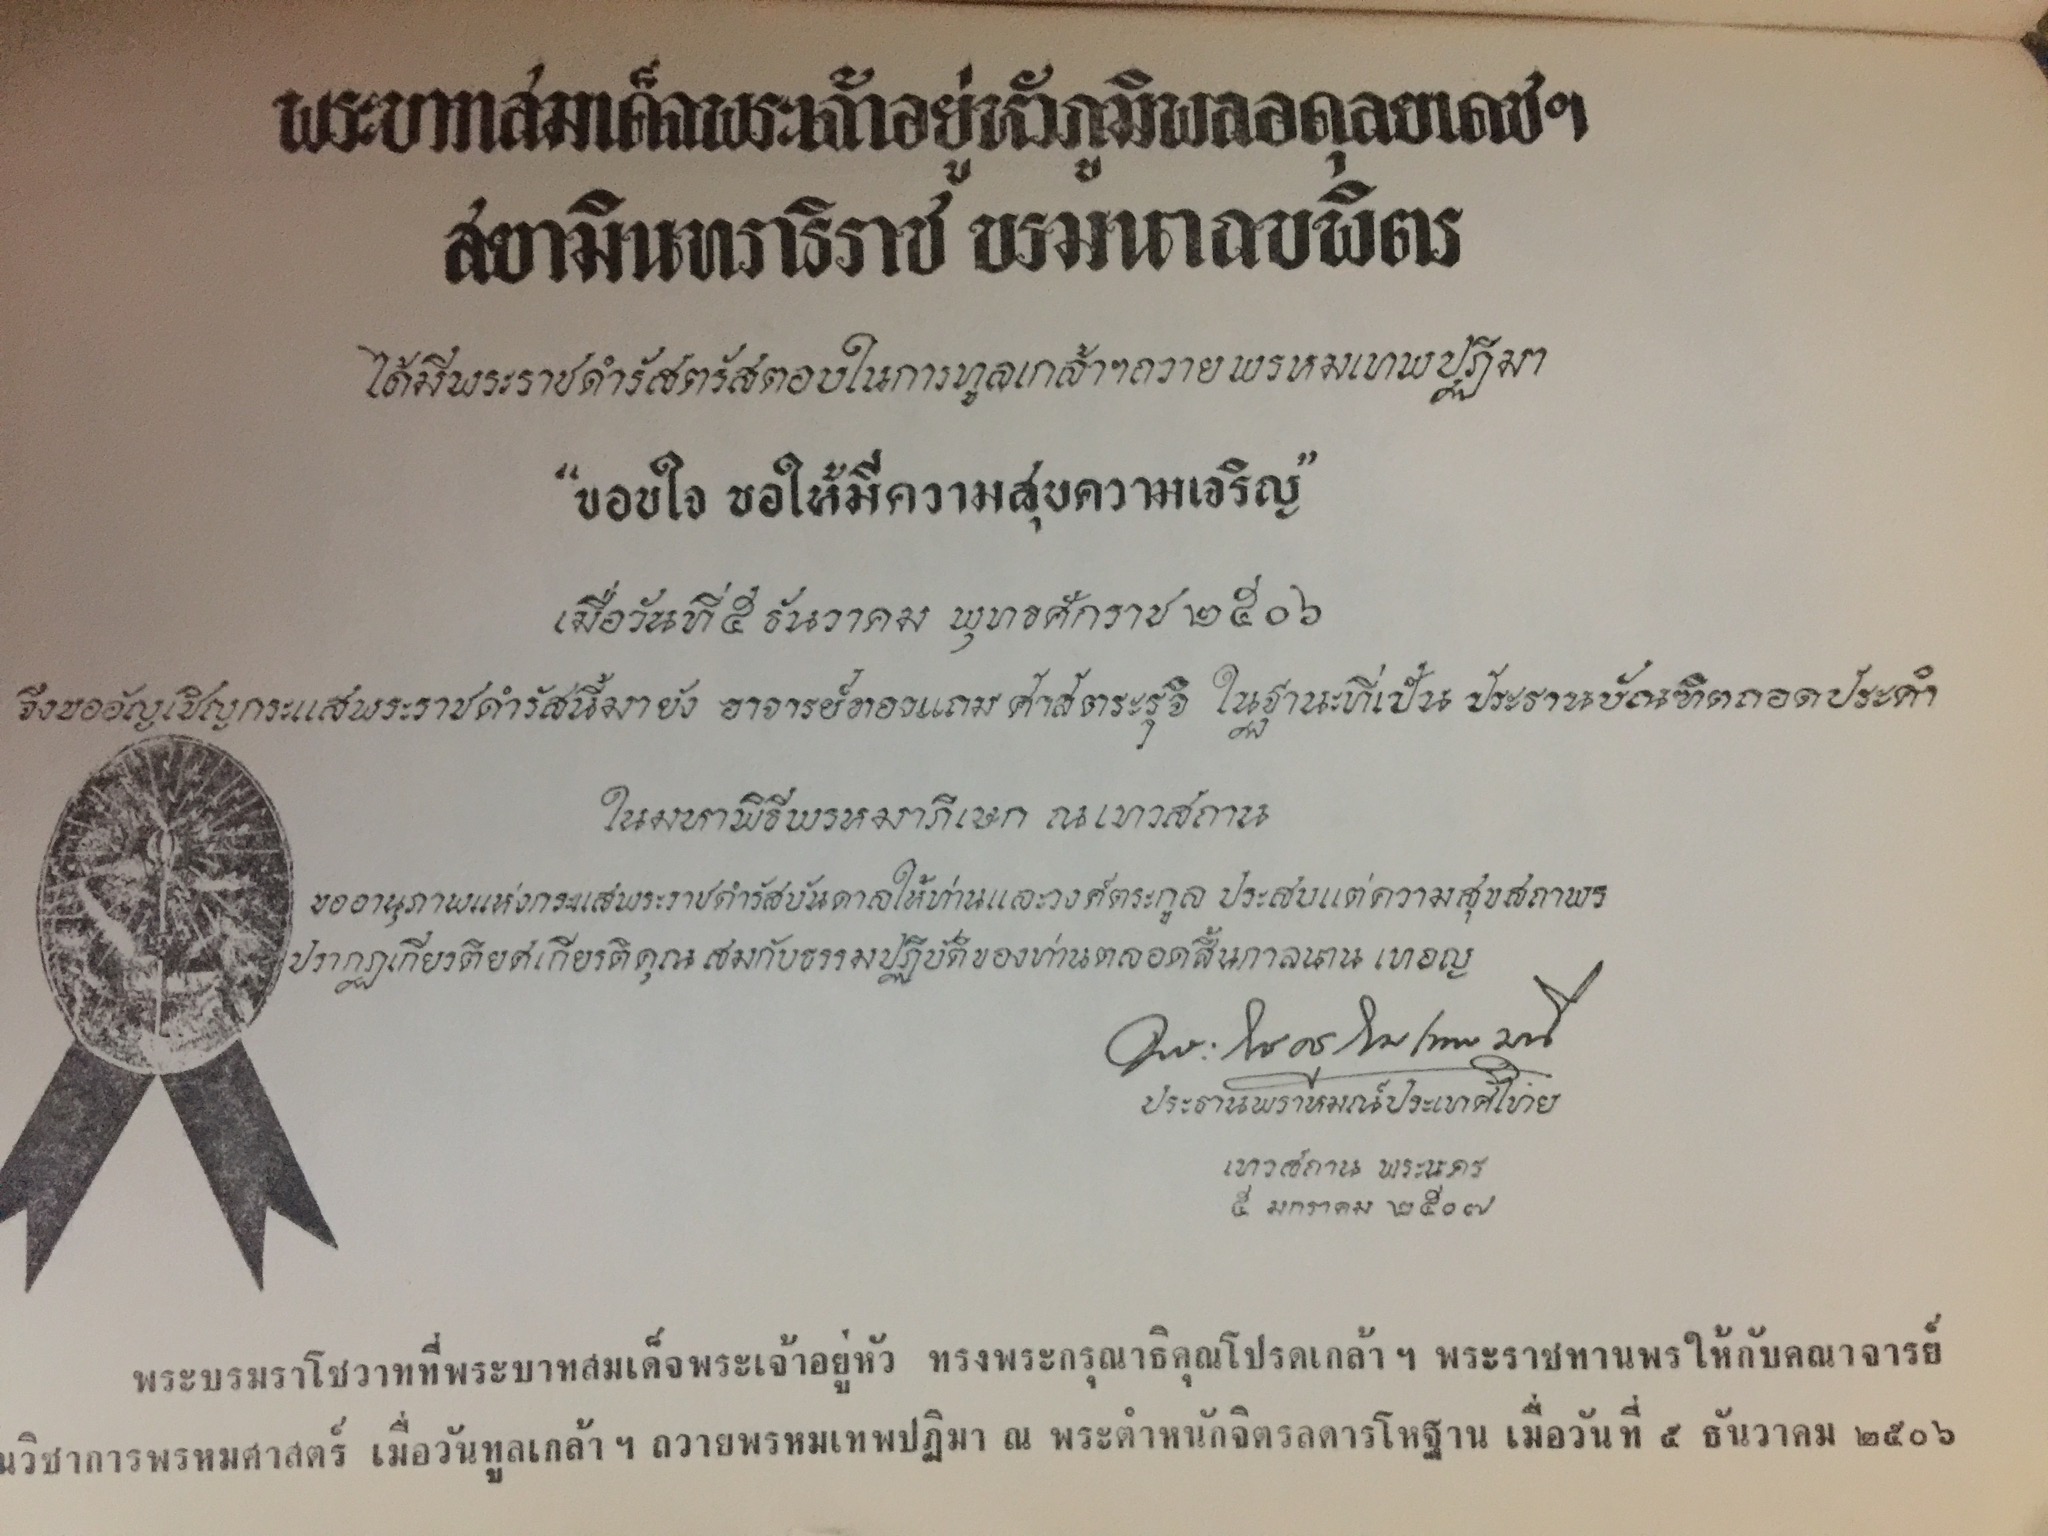 พระบาทสมเด็จพระเจ้าอยู่หัวภูมิพลอดุลยเดชฯ
สยามินทราธิราช บรมนาถบพิตร
ได้มีพระราชดำรัสตรัสตอบในการทูลเกล้าฯถวายพรหมเทพปฏิมา
“ขอบใจ ขอให้มีความสุขความเจริญ”
เมื่อวันที่ ๕ ธันวาคม พุทธศักราช ๒๕๐๖
จึงขออัญเชิญกระแสพระราชดำรัสนี้มายัง อาจารย์ทองแถม ศาสตระรุจิ ในฐานะที่เป็น ประธานบัณฑิตถอดประคำ
ในมหาพิธีพรหมาภิเษก ณ เทวสถาน
ขออานุภาพแห่งกระแสพระราชดำรัสบันดาลให้ท่านและวงศ์ตระกูล ประสบแต่ความสุขสถาพร
ปรากฏเกียรติยศเกียรติคุณ สมกับธรรมปฏิบัติของท่านตลอดสิ้นกาลนาน เทอญ
ประธานพราหมณ์ประเทศไทย
เทวสถาน พระนคร
๕ มกราคม ๒๕๐๗
พระบรมราโชวาทที่พระบาทสมเด็จพระเจ้าอยู่หัว ทรงพระกรุณาธิคุณโปรดเกล้า ฯ พระราชทานพรให้กับคณาจารย์
นวิชาการพรหมศาสตร์ เมื่อวันทูลเกล้า ฯ ถวายพรหมเทพปฏิมา ณ พระตำหนักจิตรลดารโหฐาน เมื่อวันที่ ๕ ธันวาคม ๒๕๐๖